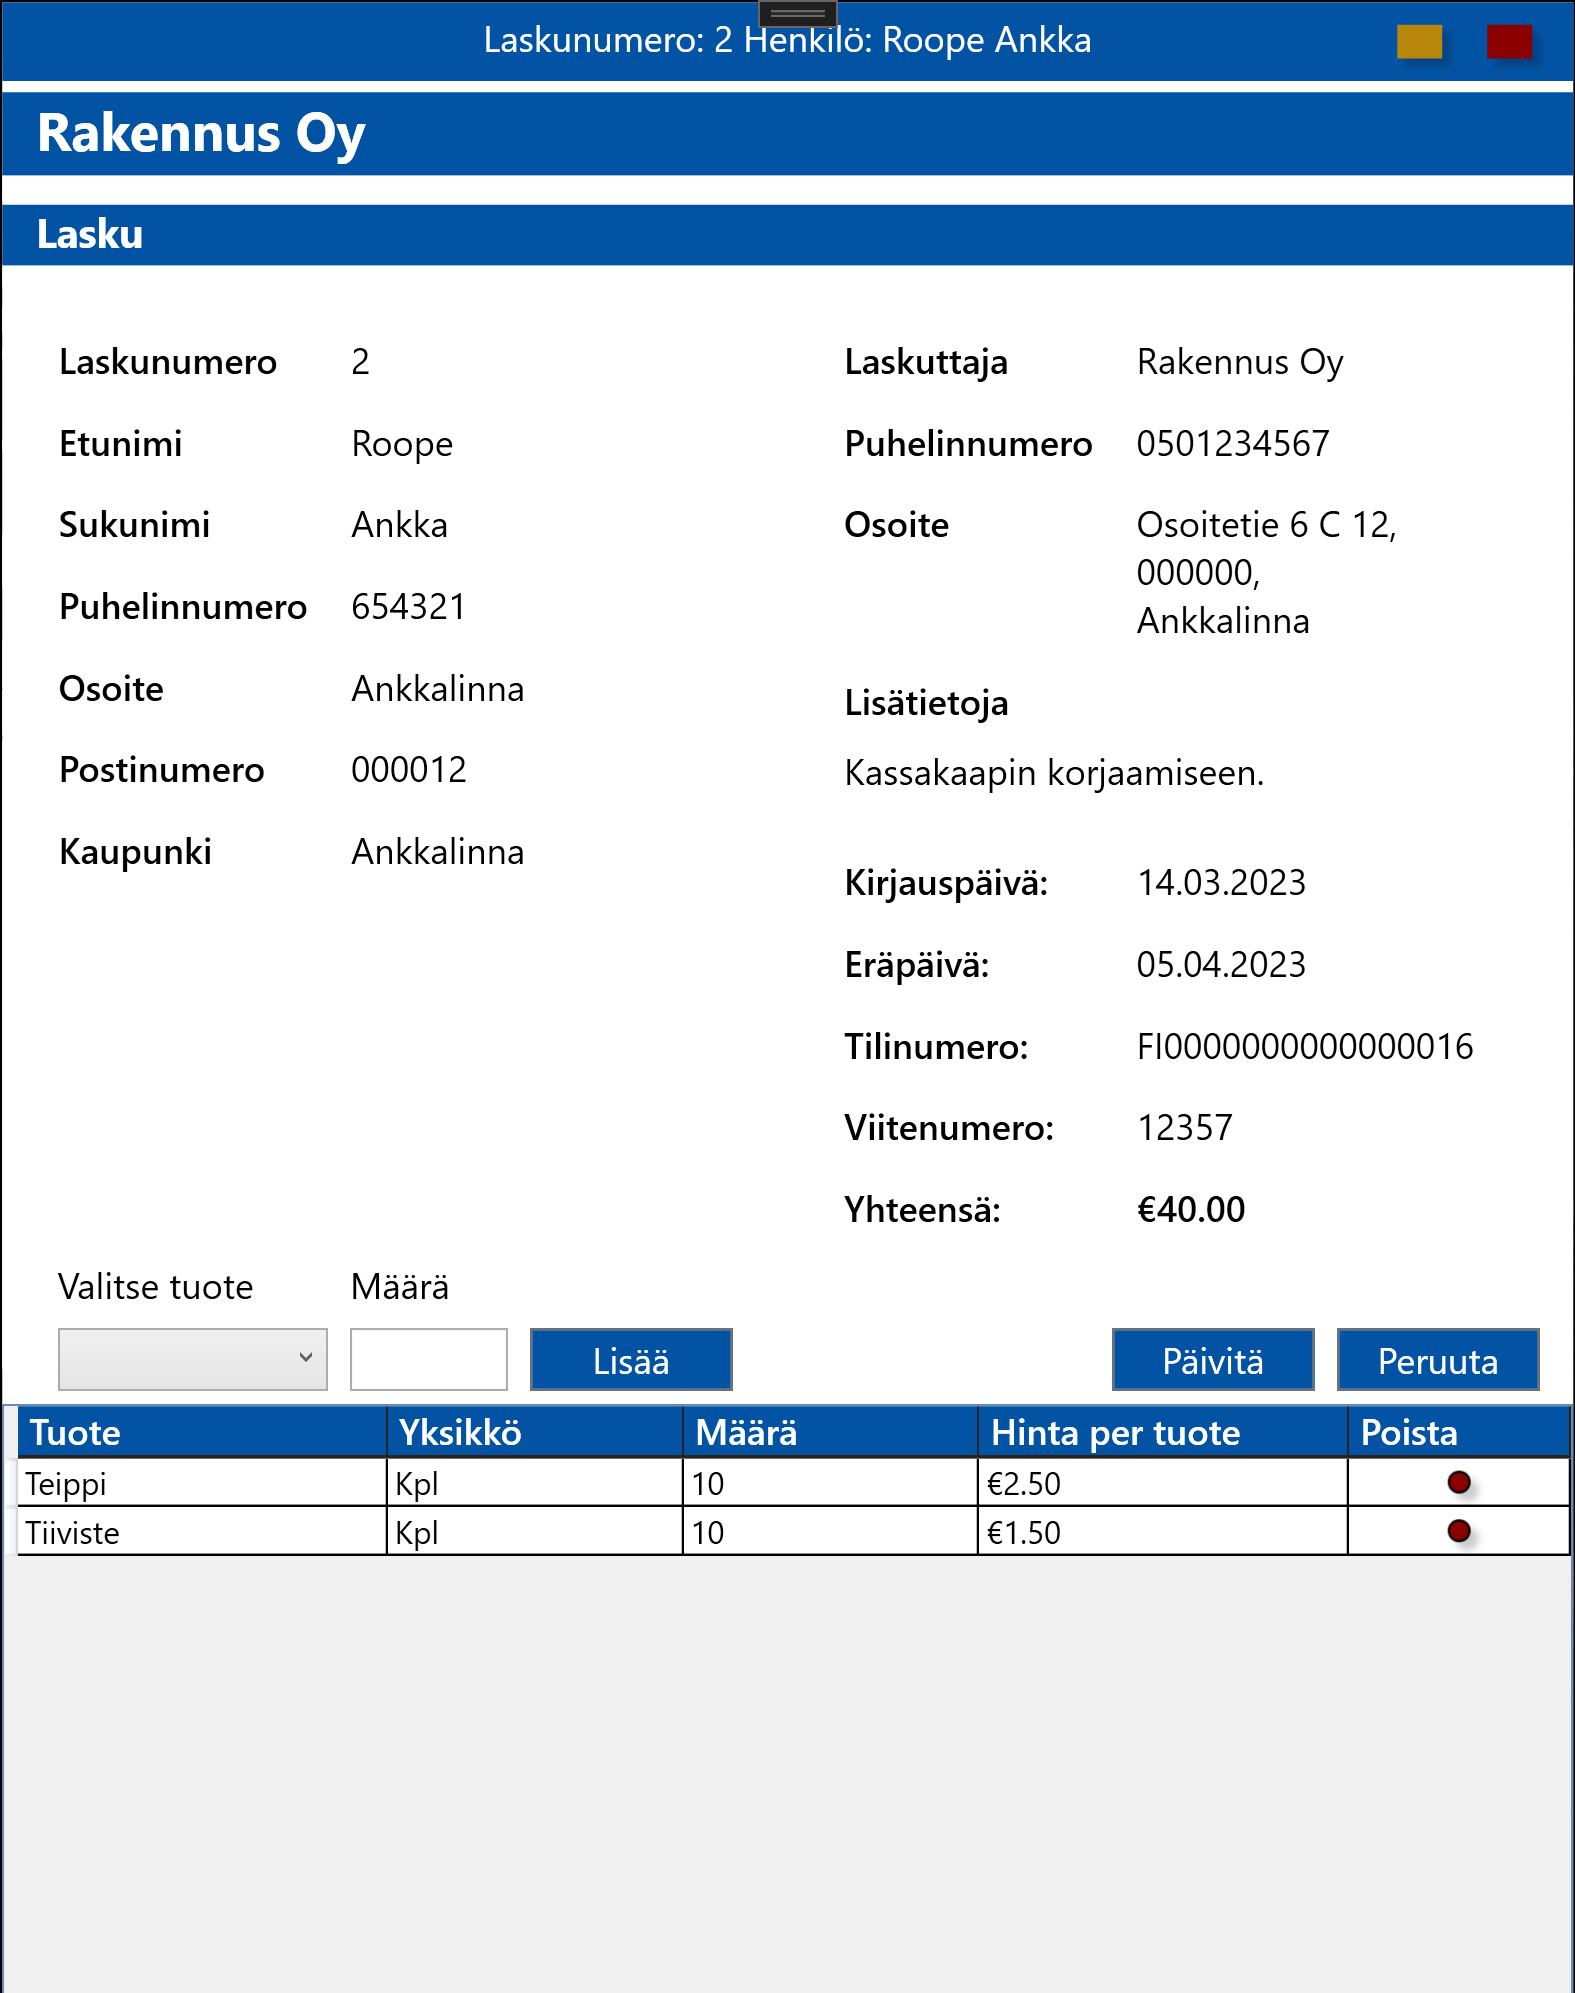 Laskunumero: 2 Henkilö: Roope Ankka
Rakennus Oy
Lasku
Laskunumero 2
Etunimi Roope
Sukunimi Ankka
Puhelinnumero 654321
Osoite Ankkalinna
Postinumero 000012
Kaupunki Ankkalinna
Laskuttaja Rakennus Oy
Puhelinnumero 0501234567
Osoite Osoitetie 6 C 12,
000000,
Ankkalinna
Lisätietoja
Kassakaapin korjaamiseen.
Kirjauspäivä: 14.03.2023
Eräpäivä: 05.04.2023
Tilinumero: FI0000000000000016
Viitenumero: 12357
Yhteensä: €40.00
Valitse tuote Määrä
Lisää Päivitä Peruuta
Tuote Yksikkö Määrä Hinta per tuote Poista
Teippi Kpl 10 €2.50
Tiiviste Kpl 10 €1.50